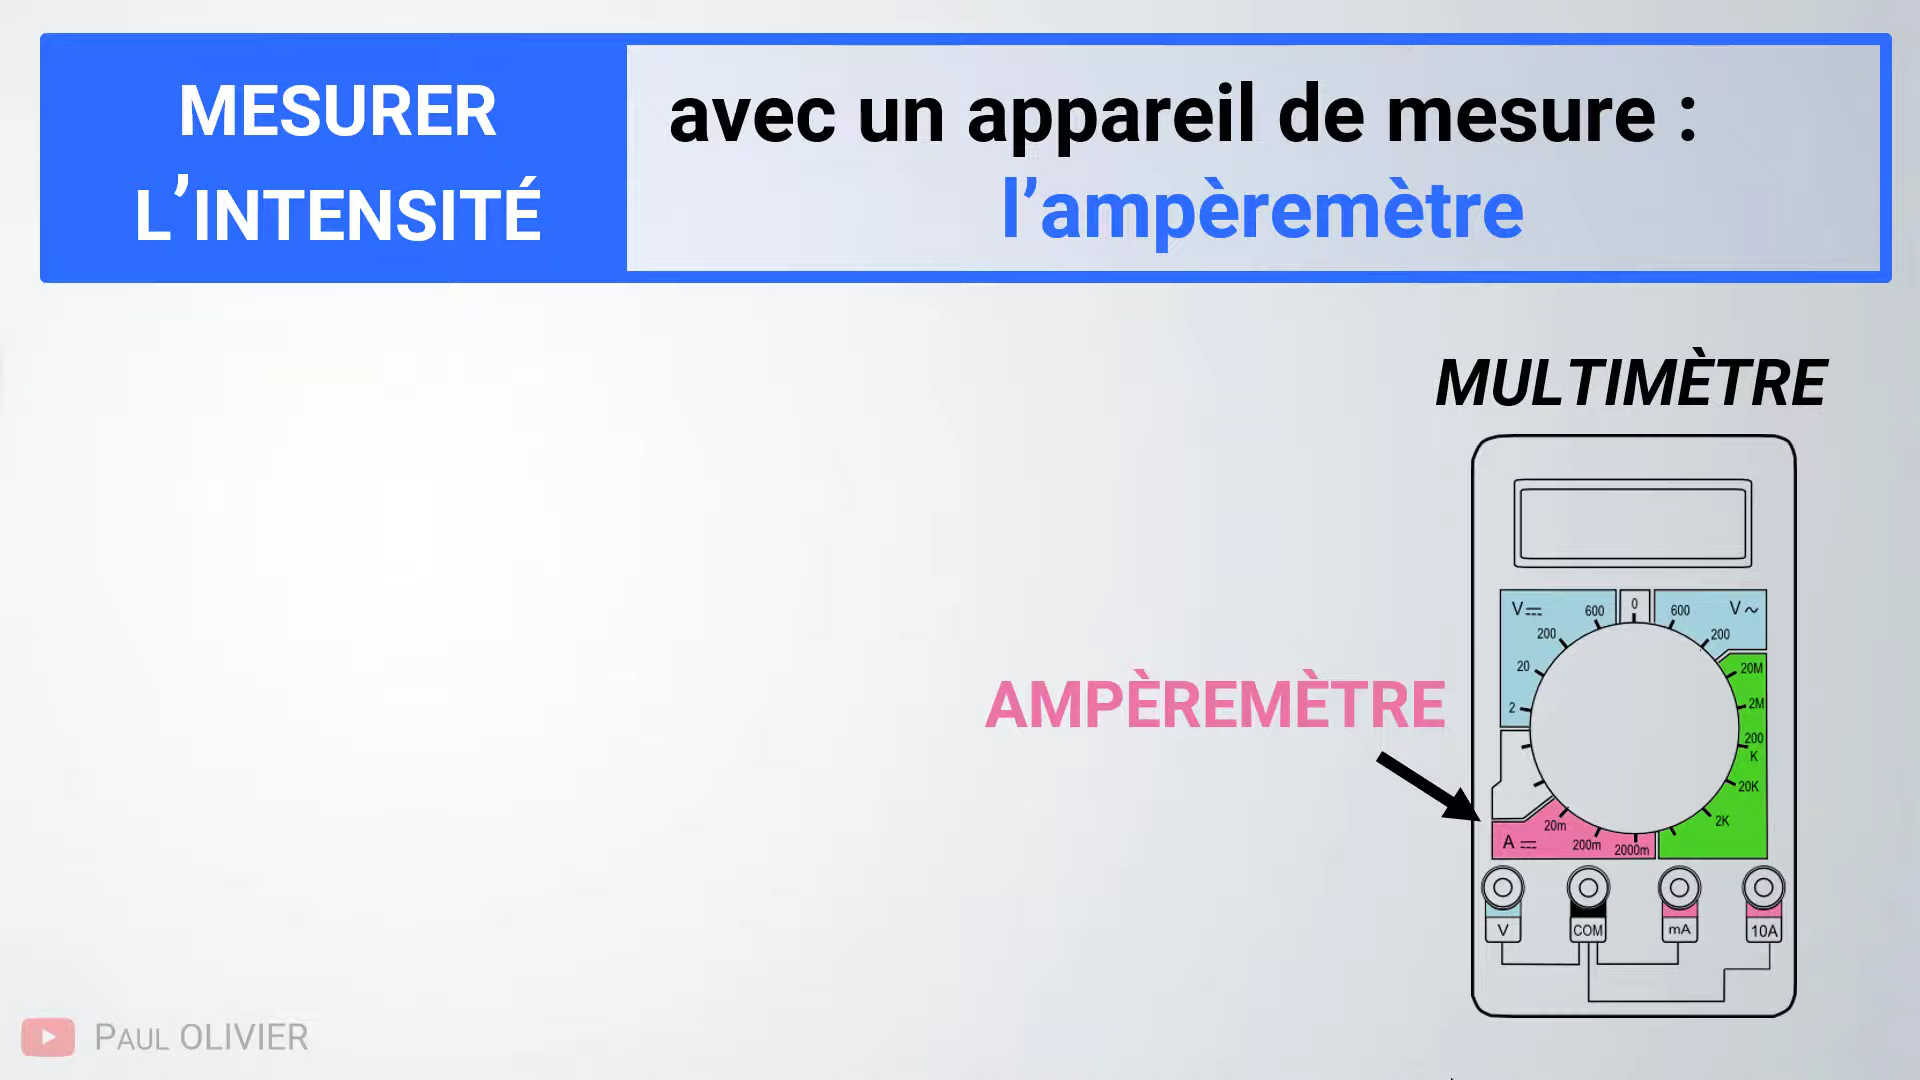 MESURER
L’INTENSITÉ
avec un appareil de mesure :
l’ampèremètre
MULTIMÈTRE
AMPÈREMÈTRE
V 600 0 600 V~
200 200
20 20M
2 2M
200
K
20K
20m 2K
A 200m 2000m
V COM mA 10A
PAUL OLIVIER